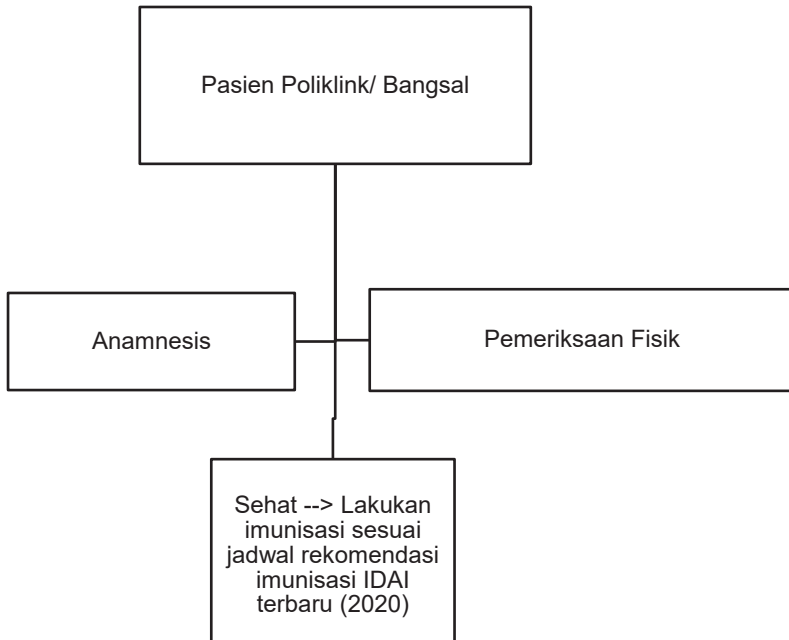 Pasien Poliklink/ Bangsal
Anamnesis
Pemeriksaan Fisik
Sehat --> Lakukan
imunisasi sesuai
jadwal rekomendasi
imunisasi IDAI
terbaru (2020)